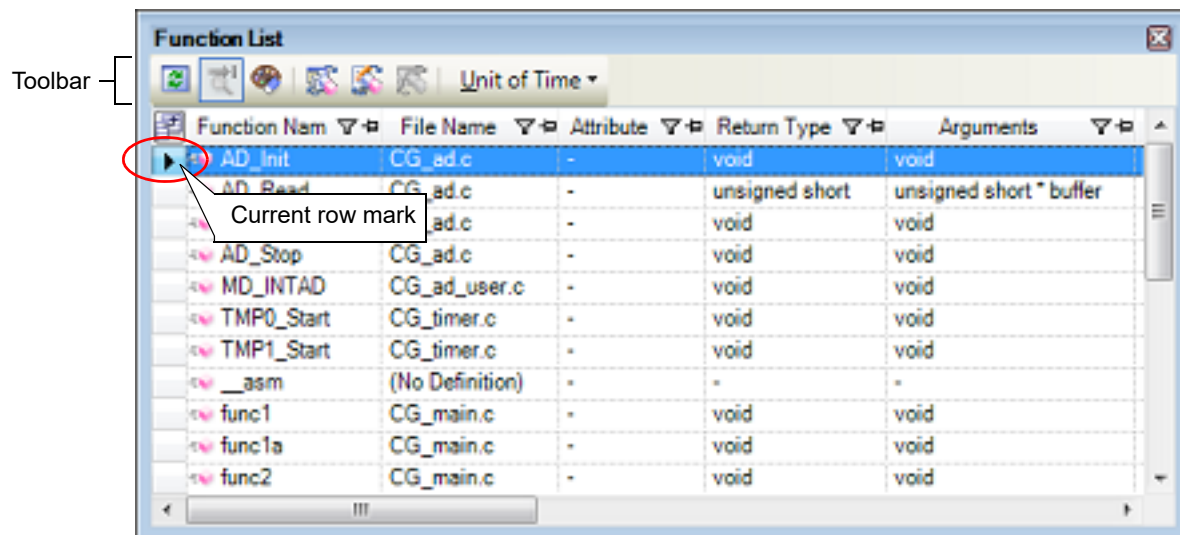 Function List
Toolbar
Unit of Time
Function Nam File Name Attribute Return Type Arguments
AD_Init CG_ad.c - void void
AD_Read CG_ad.c - unsigned short unsigned short * buffer
Current row mark
_ad.c - void void
AD_Stop CG_ad.c - void void
MD_INTAD CG_ad_user.c - void void
TMP0_Start CG_timer.c - void void
TMP1_Start CG_timer.c - void void
__asm (No Definition) - - -
func1 CG_main.c - void void
func1a CG_main.c - void void
func2 CG_main.c - void void